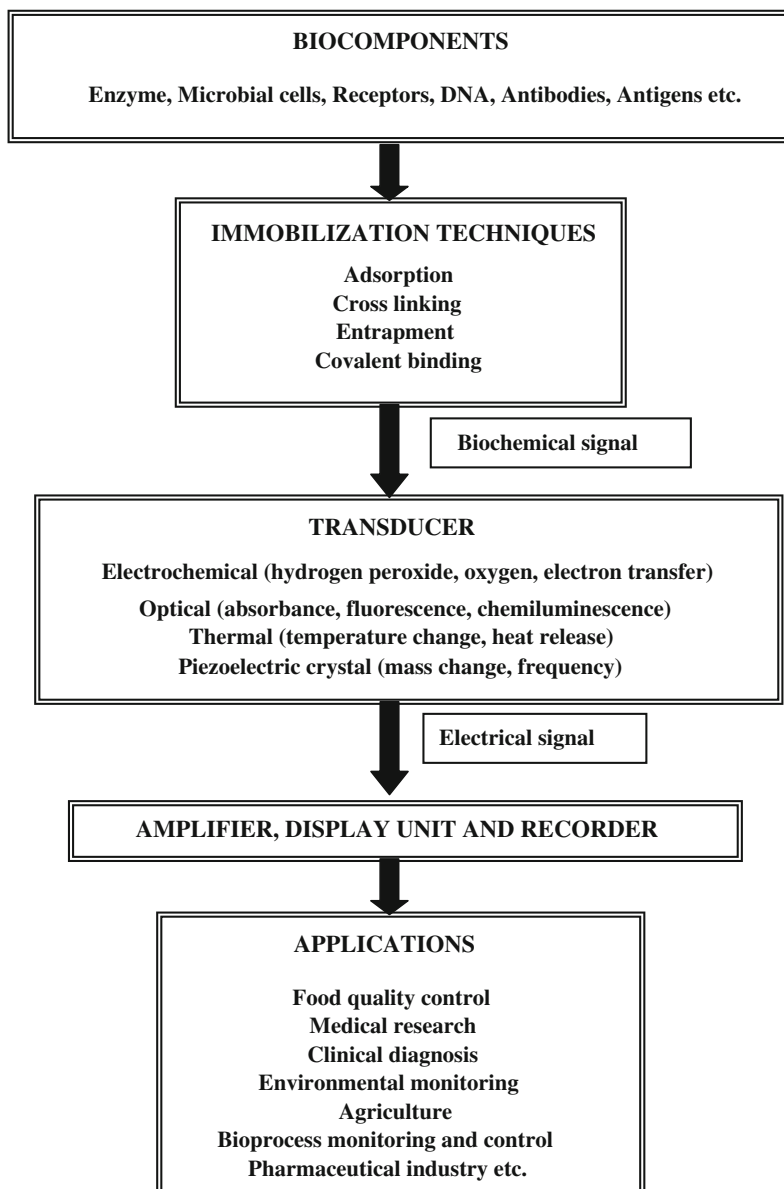 BIOCOMPONENTS
Enzyme, Microbial cells, Receptors, DNA, Antibodies, Antigens etc.
IMMOBILIZATION TECHNIQUES
Adsorption
Cross linking
Entrapment
Covalent binding
Biochemical signal
TRANSDUCER
Electrochemical (hydrogen peroxide, oxygen, electron transfer)
Optical (absorbance, fluorescence, chemiluminescence)
Thermal (temperature change, heat release)
Piezoelectric crystal (mass change, frequency)
Electrical signal
AMPLIFIER, DISPLAY UNIT AND RECORDER
APPLICATIONS
Food quality control
Medical research
Clinical diagnosis
Environmental monitoring
Agriculture
Bioprocess monitoring and control
Pharmaceutical industry etc.